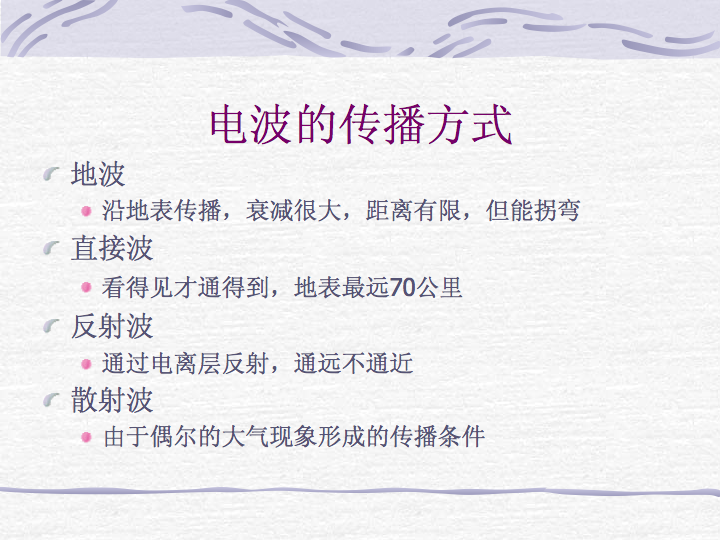 电波的传播方式
地波
沿地表传播，衰减很大，距离有限，但能拐弯
直接波
看得见才通得到，地表最远70公里
反射波
通过电离层反射，通远不通近
散射波
由于偶尔的大气现象形成的传播条件